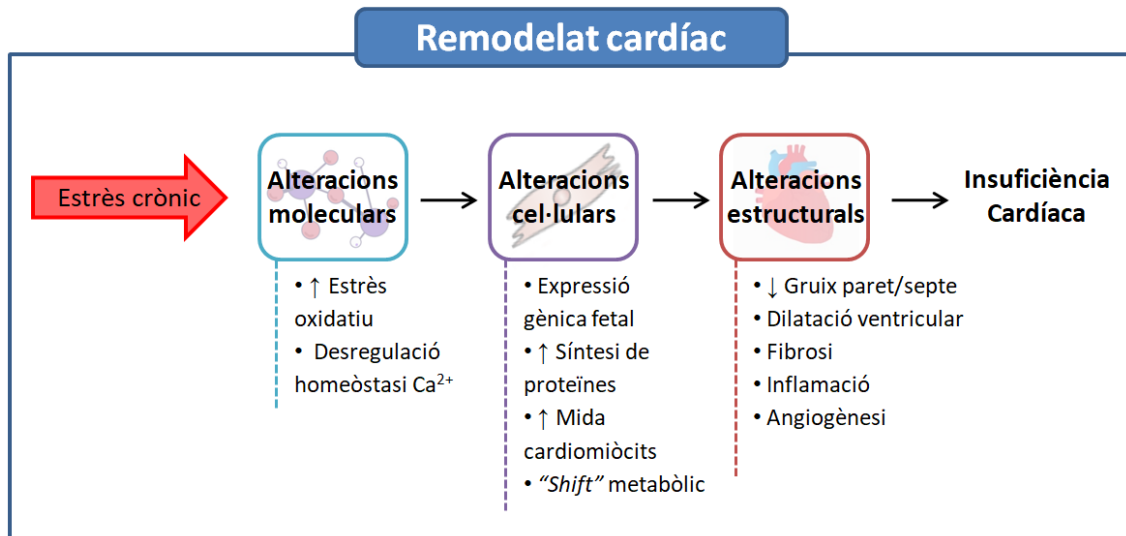 Remodelat cardíac
Estrès crònic
Alteracions
moleculars
• ↑ Estrès
oxidatiu
• Desregulació
homeòstasi Ca²⁺
Alteracions
cel·lulars
• Expressió
gènica fetal
• ↑ Síntesi de
proteïnes
• ↑ Mida
cardiomiòcits
• “Shift” metabòlic
Alteracions
estructurals
• ↓ Gruix paret/septe
• Dilatació ventricular
• Fibrosi
• Inflamació
• Angiogènesi
Insuficiència
Cardíaca